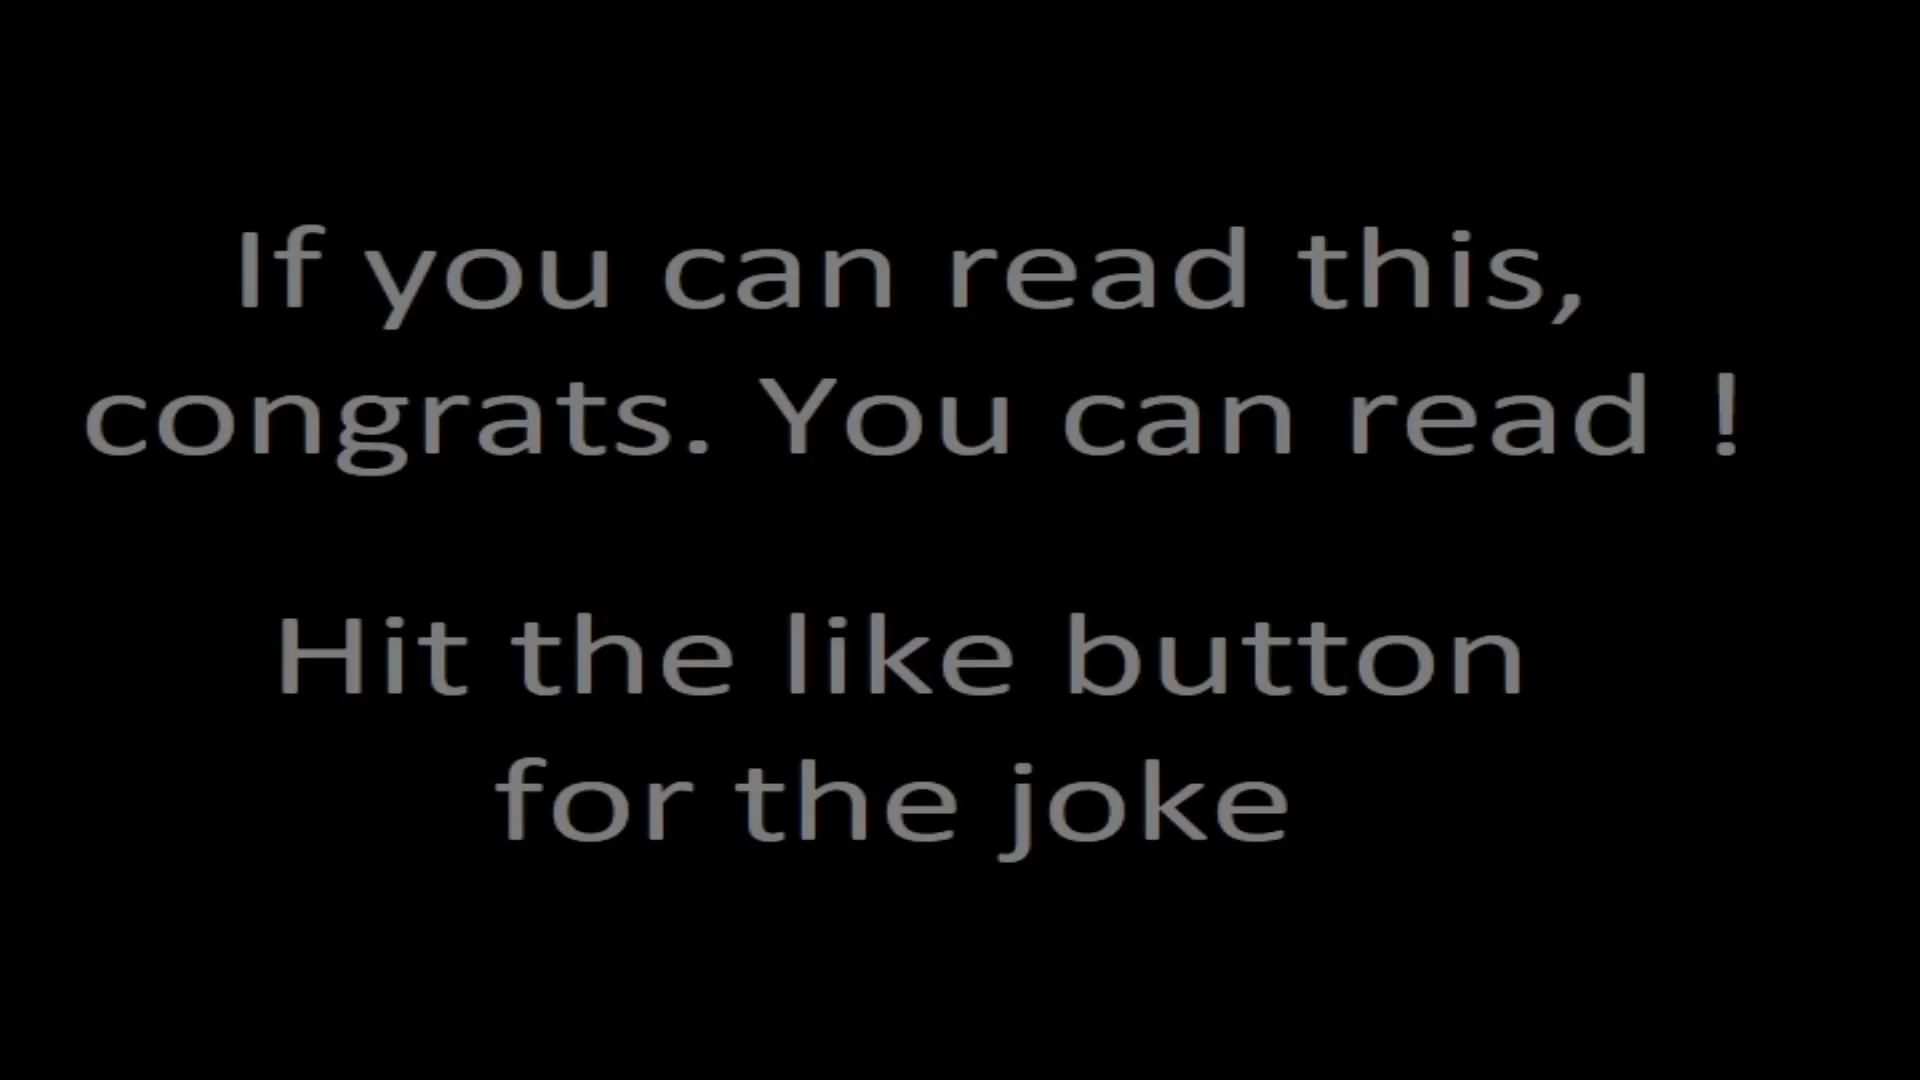 If you can read this,
congrats. You can read !
Hit the like button
for the joke